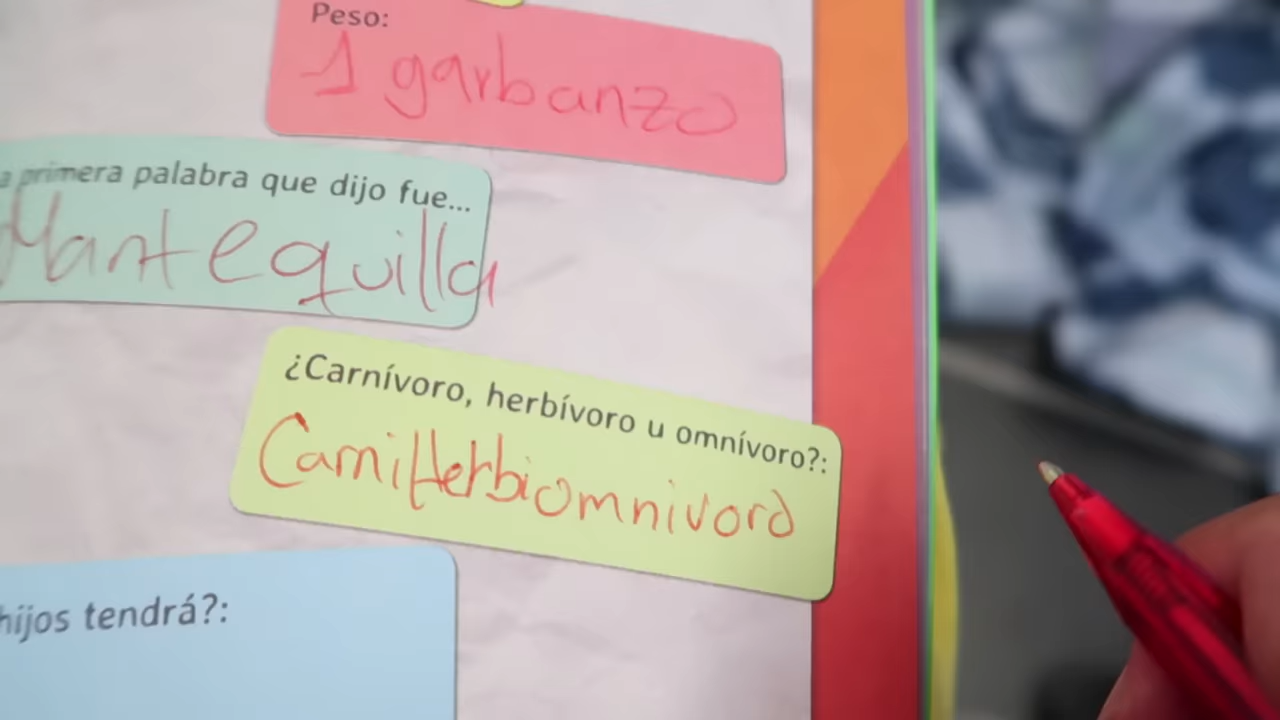 Peso:
1 garbanzo
a primera palabra que dijo fue...
Mantequilla
¿Carnívoro, herbívoro u omnívoro?:
CarniHerbiomnivoro
hijos tendrá?: